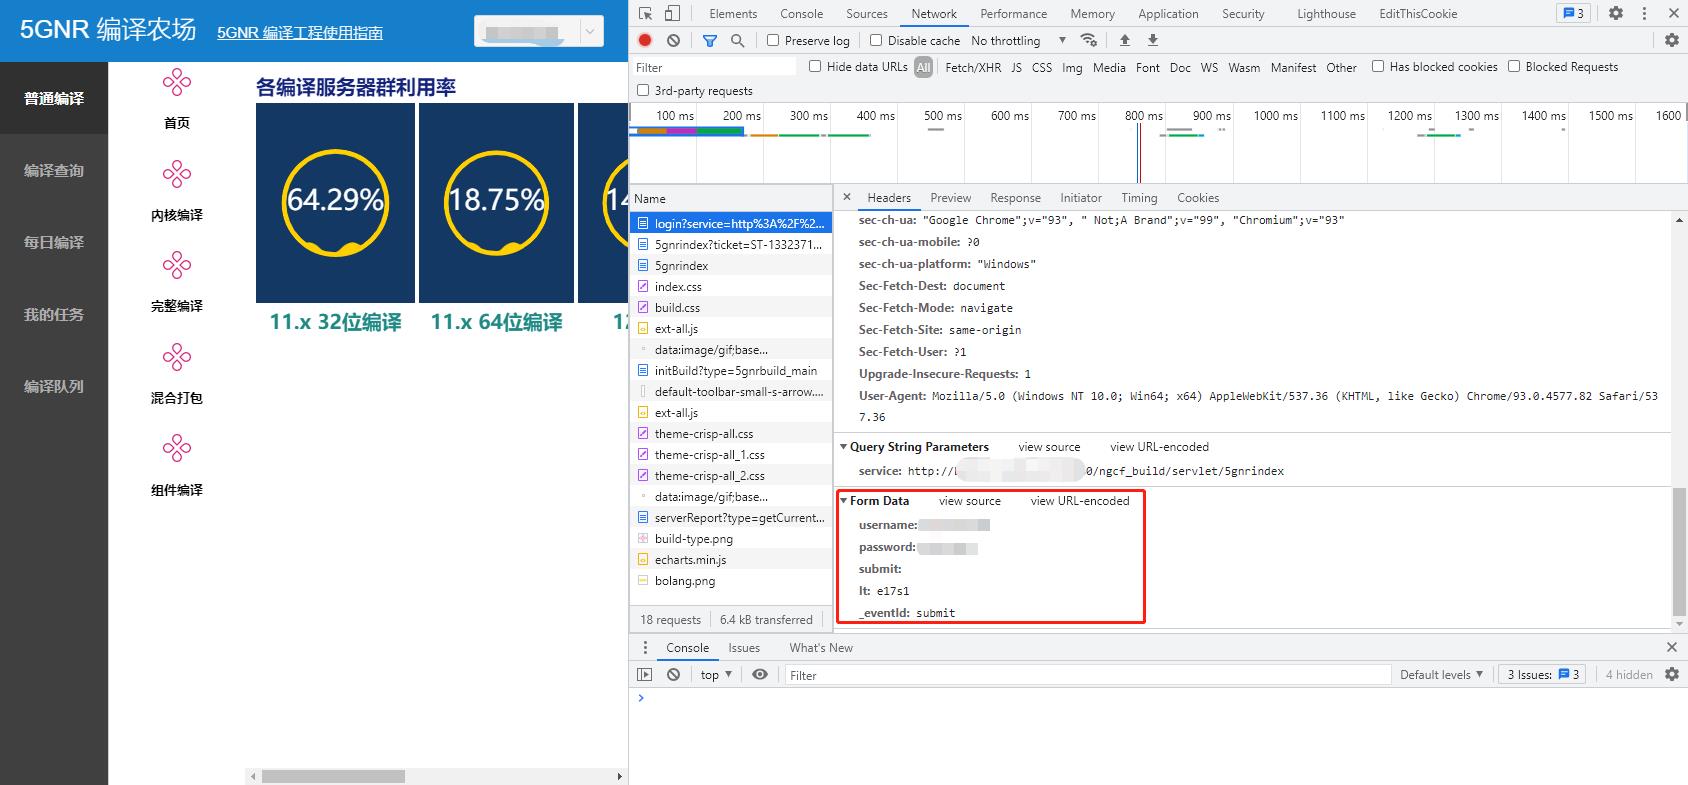 5GNR 编译农场 5GNR 编译工程使用指南
普通编译
编译查询
每日编译
我的任务
编译队列
首页
内核编译
完整编译
混合打包
组件编译
各编译服务器群利用率
64.29% 18.75% 14
11.x 32位编译 11.x 64位编译 12
Elements Console Sources Network Performance Memory Application Security Lighthouse EditThisCookie 3
Preserve log Disable cache No throttling
Filter Hide data URLs All Fetch/XHR JS CSS Img Media Font Doc WS Wasm Manifest Other Has blocked cookies Blocked Requests
3rd-party requests
100 ms 200 ms 300 ms 400 ms 500 ms 600 ms 700 ms 800 ms 900 ms 1000 ms 1100 ms 1200 ms 1300 ms 1400 ms 1500 ms 1600
Name
login?service=http%3A%2F%2...
5gnrindex?ticket=ST-1332371...
5gnrindex
index.css
build.css
ext-all.js
data:image/gif;base...
initBuild?type=5gnrbuild_main
default-toolbar-small-s-arrow....
ext-all.js
theme-crisp-all.css
theme-crisp-all_1.css
theme-crisp-all_2.css
data:image/gif;base...
serverReport?type=getCurrent...
build-type.png
echarts.min.js
bolang.png
18 requests 6.4 kB transferred
Headers Preview Response Initiator Timing Cookies
sec-ch-ua: "Google Chrome";v="93", " Not;A Brand";v="99", "Chromium";v="93"
sec-ch-ua-mobile: ?0
sec-ch-ua-platform: "Windows"
Sec-Fetch-Dest: document
Sec-Fetch-Mode: navigate
Sec-Fetch-Site: same-origin
Sec-Fetch-User: ?1
Upgrade-Insecure-Requests: 1
User-Agent: Mozilla/5.0 (Windows NT 10.0; Win64; x64) AppleWebKit/537.36 (KHTML, like Gecko) Chrome/93.0.4577.82 Safari/53
7.36
Query String Parameters view source view URL-encoded
service: http:// 0/ngcf_build/servlet/5gnrindex
Form Data view source view URL-encoded
username:
password:
submit:
lt: e17s1
_eventId: submit
Console Issues What's New
top Filter Default levels 3 Issues: 3 4 hidden